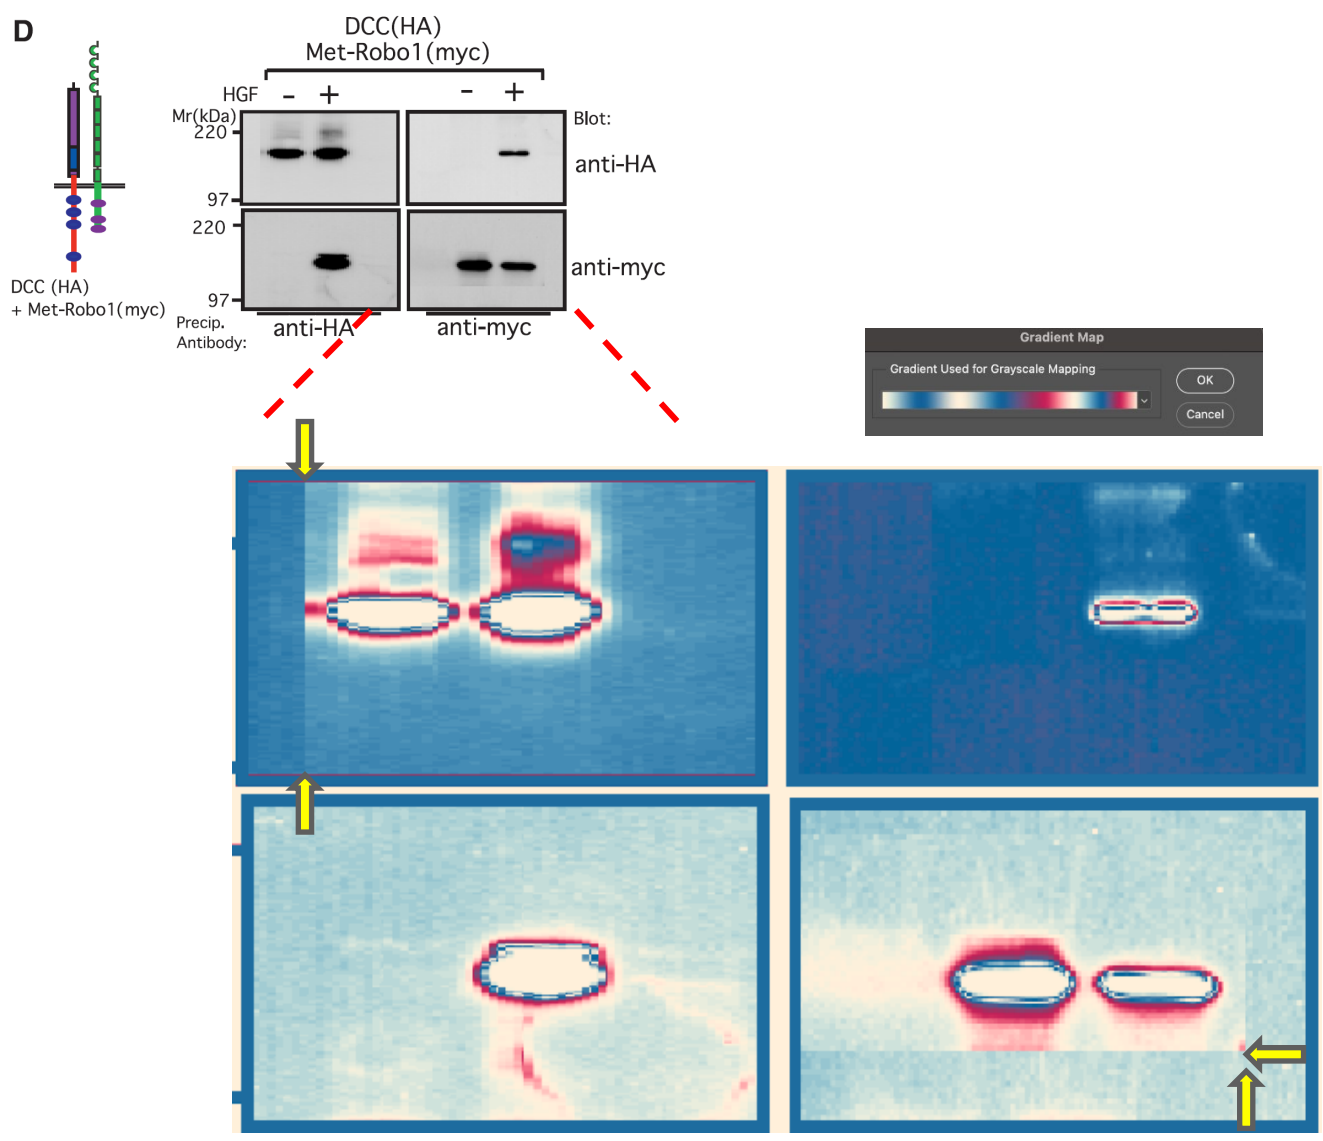 D
DCC(HA)
Met-Robo1(myc)
HGF - + - +
Mr(kDa)
Blot:
220
anti-HA
97
220
anti-myc
97
DCC (HA)
+ Met-Robo1(myc)
Precip.
Antibody:
anti-HA
anti-myc
Gradient Map
Gradient Used for Grayscale Mapping
OK
Cancel